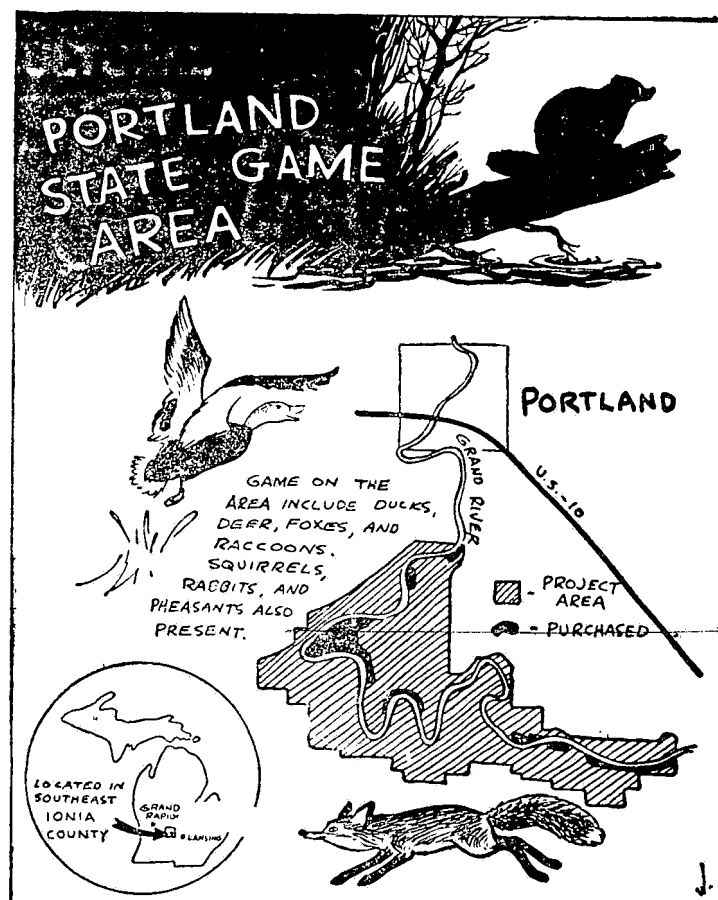 PORTLAND
STATE GAME
AREA
PORTLAND
GRAND RIVER
U.S.-10
GAME ON THE
AREA INCLUDE DUCKS,
DEER, FOXES, AND
RACCOONS.
SQUIRRELS,
RABBITS, AND
PHEASANTS ALSO
PRESENT.
- PROJECT
AREA
- PURCHASED
LOCATED IN
SOUTHEAST
IONIA
COUNTY
GRAND
RAPIDS
LANSING
J.